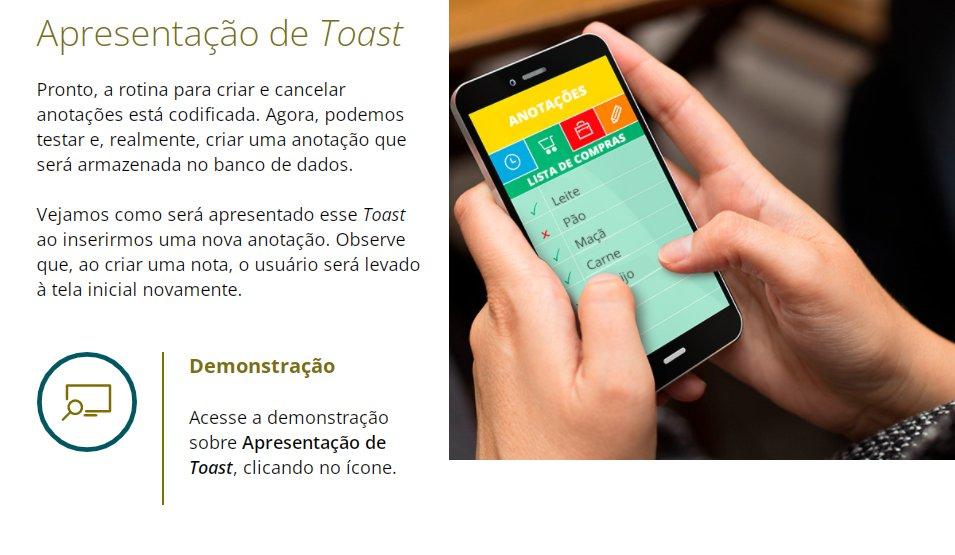 Apresentação de Toast
Pronto, a rotina para criar e cancelar
anotações está codificada. Agora, podemos
testar e, realmente, criar uma anotação que
será armazenada no banco de dados.
Vejamos como será apresentado esse Toast
ao inserirmos uma nova anotação. Observe
que, ao criar uma nota, o usuário será levado
à tela inicial novamente.
Demonstração
Acesse a demonstração
sobre Apresentação de
Toast, clicando no ícone.
ANOTAÇÕES
LISTA DE COMPRAS
Leite
Pão
Maçã
Carne